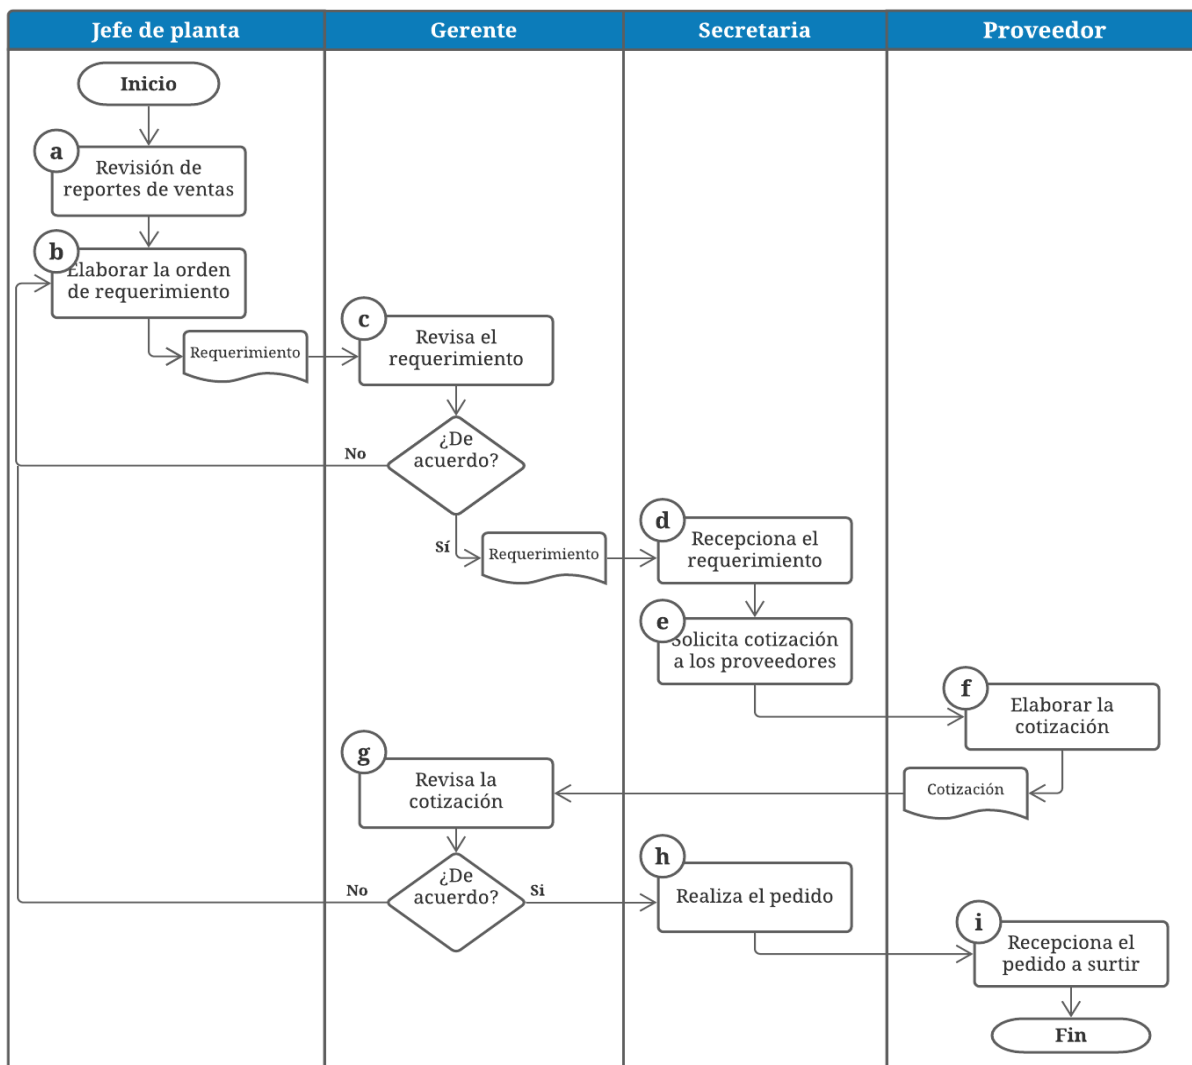 Jefe de planta
Gerente
Secretaria
Proveedor
Inicio
a
Revisión de
reportes de ventas
b
Elaborar la orden
de requerimiento
Requerimiento
c
Revisa el
requerimiento
¿De
acuerdo?
No
Sí
Requerimiento
d
Recepciona el
requerimiento
e
Solicita cotización
a los proveedores
f
Elaborar la
cotización
Cotización
g
Revisa la
cotización
¿De
acuerdo?
No
Si
h
Realiza el pedido
i
Recepciona el
pedido a surtir
Fin